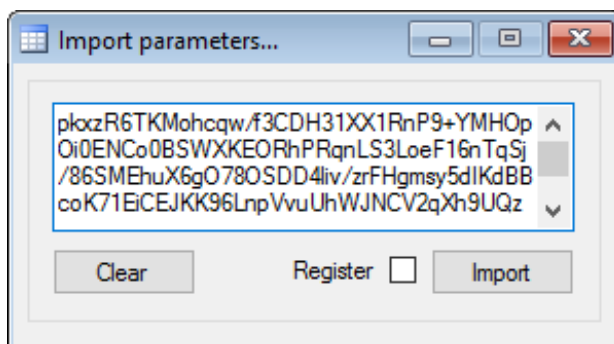 Import parameters...
pkxzR6TKMohcqw/f3CDH31XX1RnP9+YMHOp
Oi0ENCo0BSWXKEORhPRqnLS3LoeF16nTqSj
/86SMEhuX6gO78OSDD4liv/zrFHgmsy5dIKdBB
coK71EiCEJKK96LnpVvuUhWJNCV2qXh9UQz
Clear
Register
Import